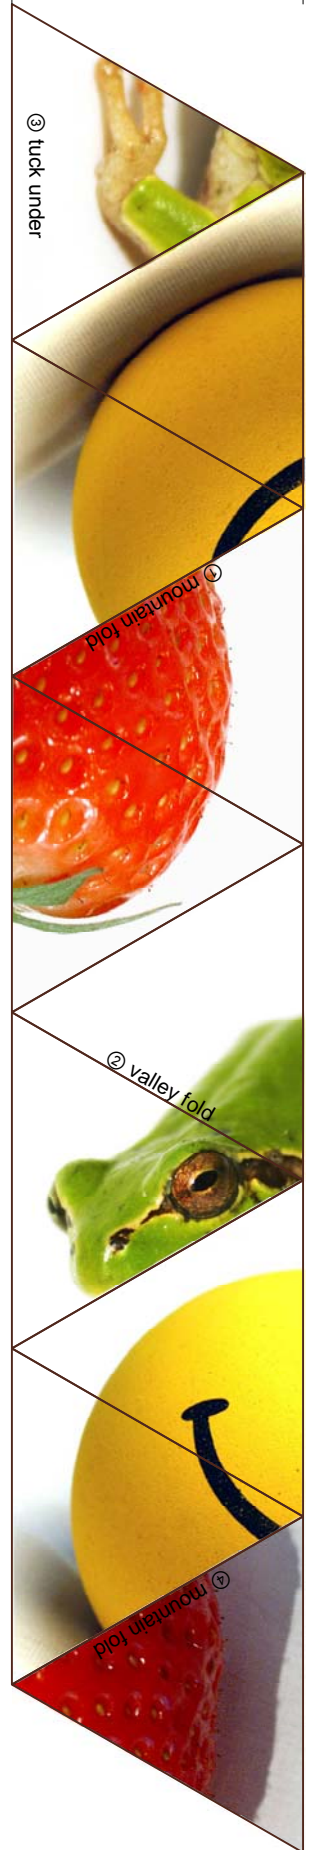 ③ tuck under
① mountain fold
② valley fold
④ mountain fold